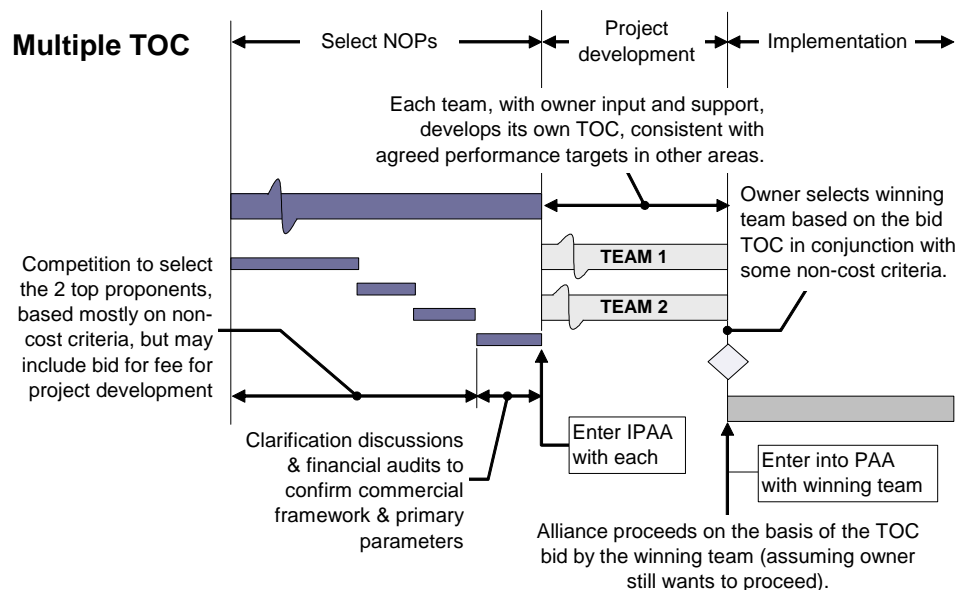 Multiple TOC
Select NOPs
Project
development
Implementation
Each team, with owner input and support,
develops its own TOC, consistent with
agreed performance targets in other areas.
Owner selects winning
team based on the bid
TOC in conjunction with
some non-cost criteria.
TEAM 1
TEAM 2
Competition to select
the 2 top proponents,
based mostly on non-
cost criteria, but may
include bid for fee for
project development
Clarification discussions
& financial audits to
confirm commercial
framework & primary
parameters
Enter IPAA
with each
Enter into PAA
with winning team
Alliance proceeds on the basis of the TOC
bid by the winning team (assuming owner
still wants to proceed).